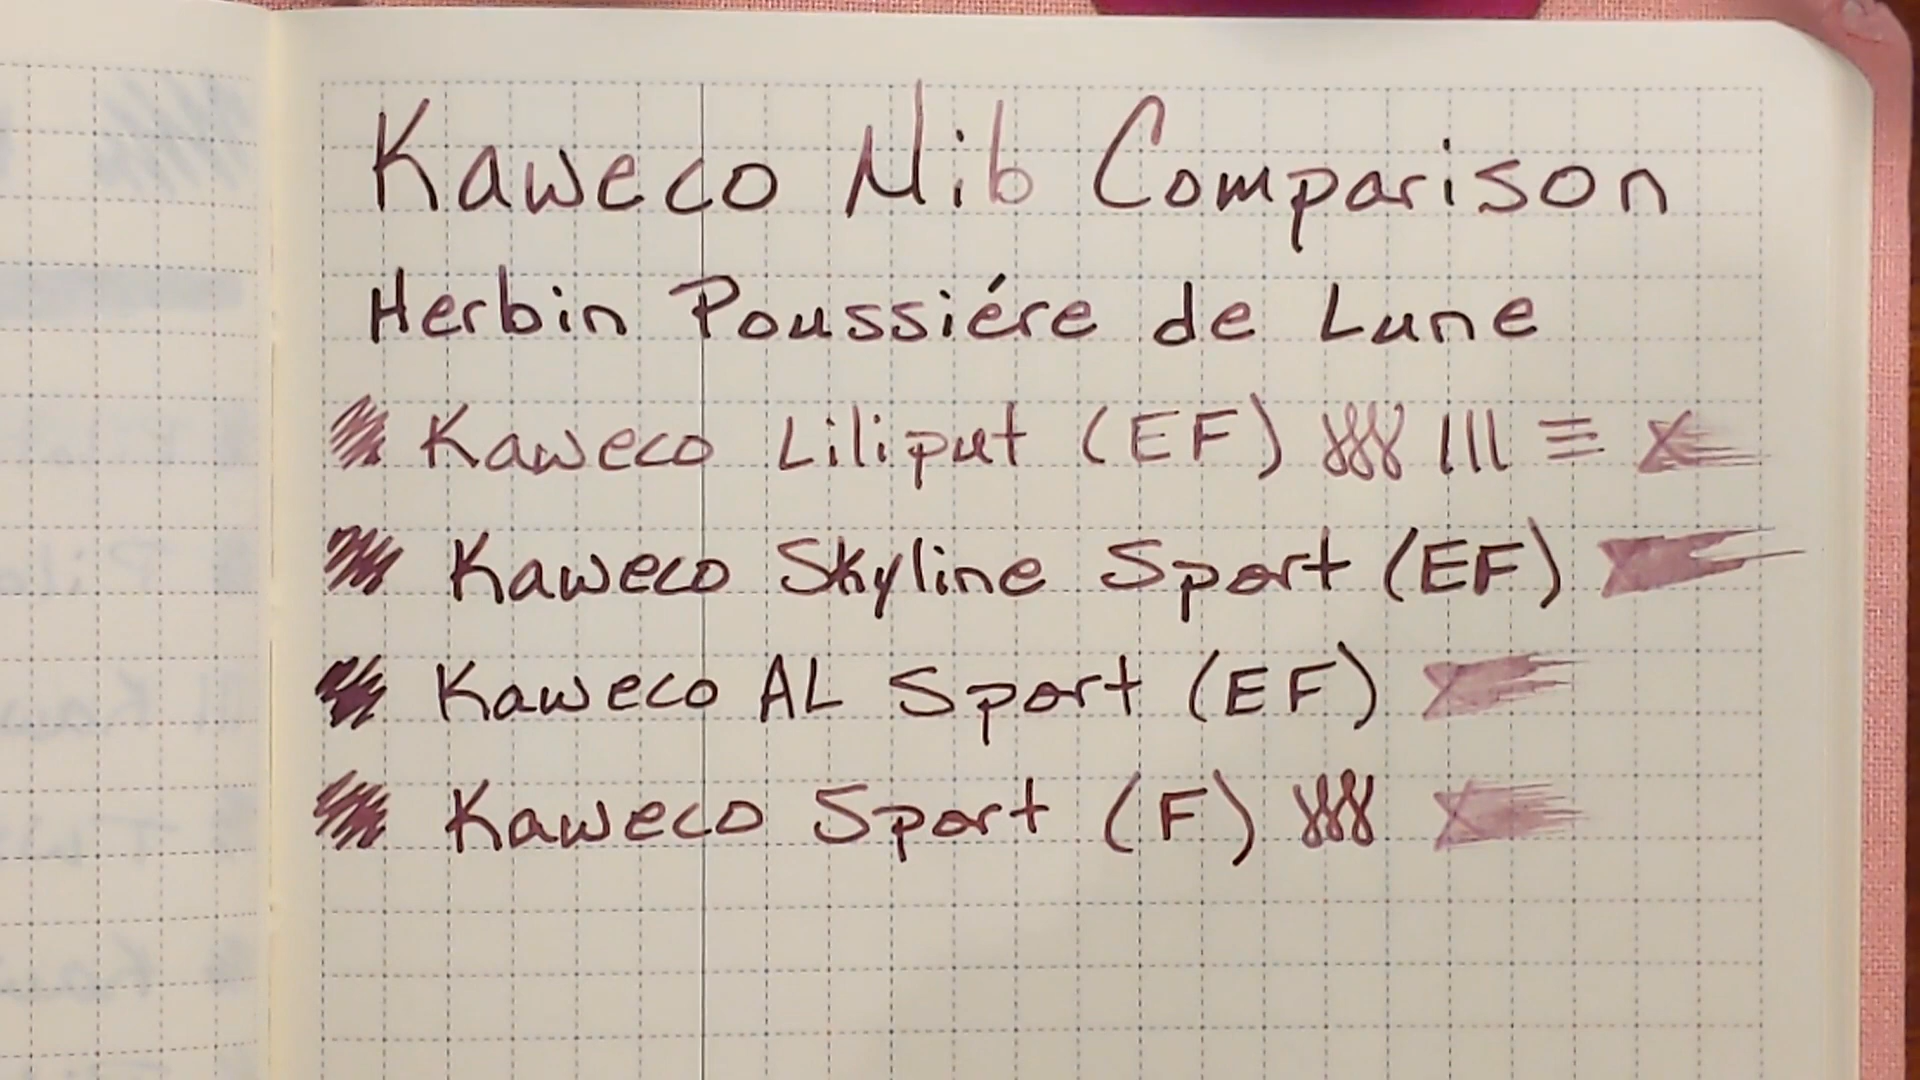 Kaweco Nib Comparison
Herbin Poussiére de Lune
Kaweco Liliput (EF)
Kaweco Skyline Sport (EF)
Kaweco AL Sport (EF)
Kaweco Sport (F)